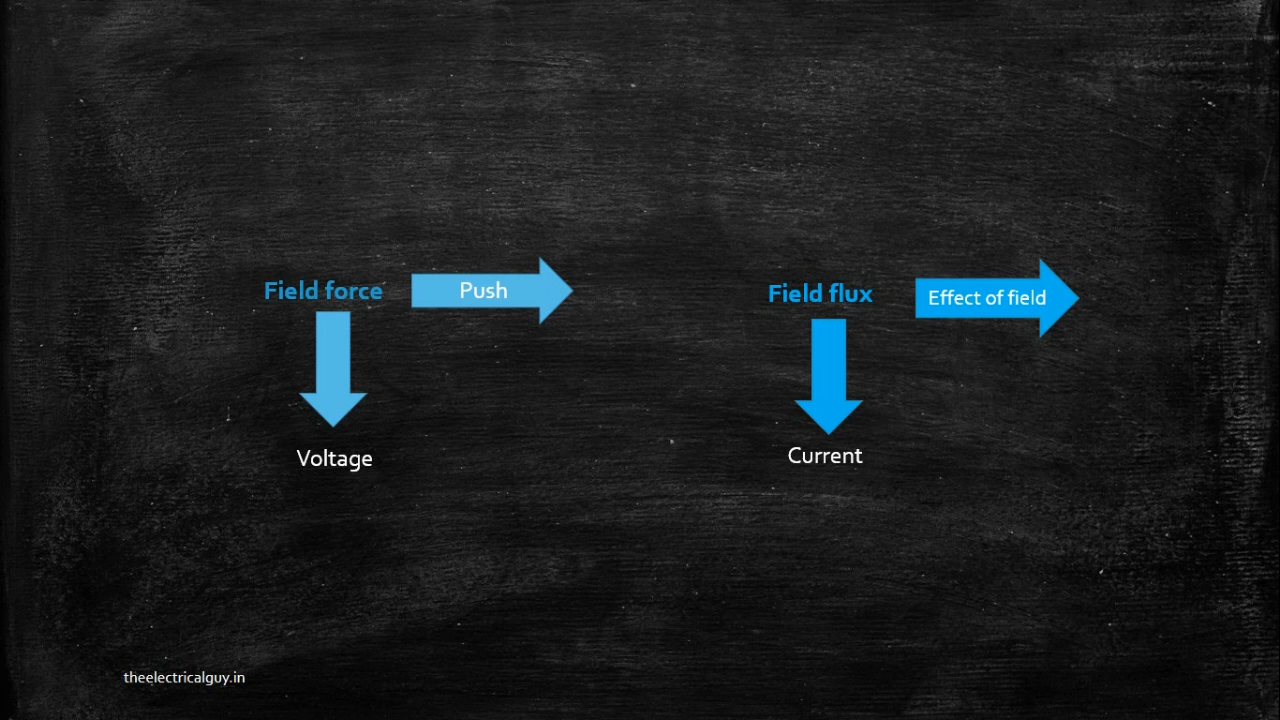 Field force
Push
Voltage
Field flux
Effect of field
Current
theelectricalguy.in